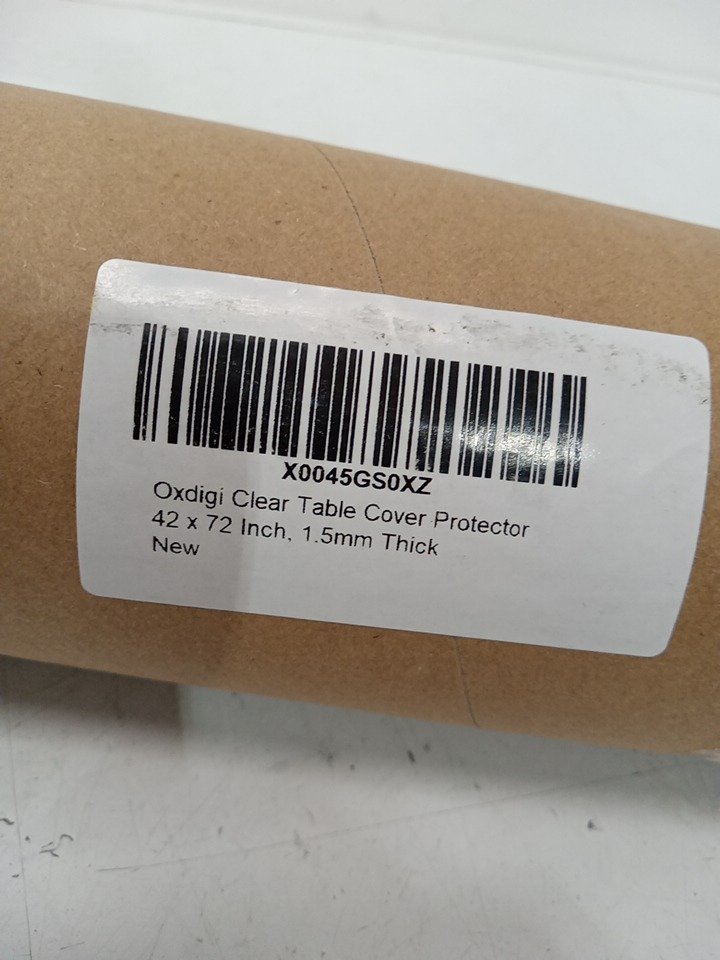 X0045GS0XZ
Oxdigi Clear Table Cover Protector
42 x 72 Inch, 1.5mm Thick
New